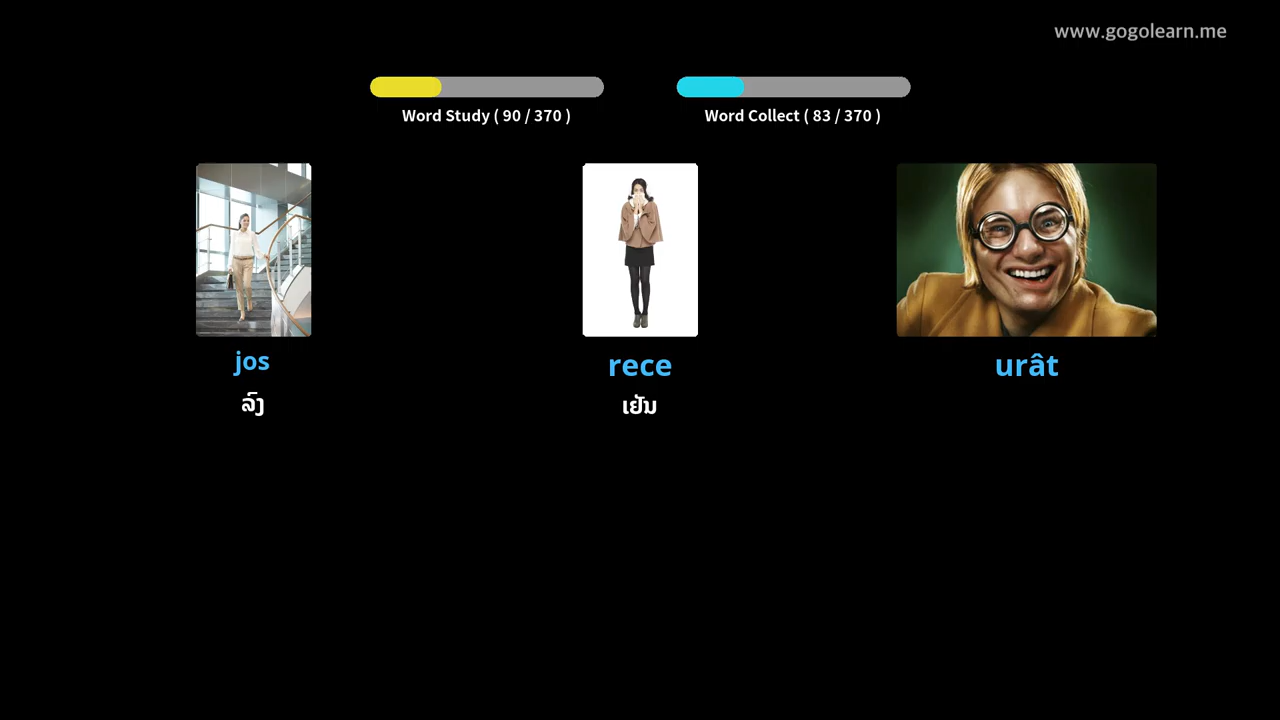 www.gogolearn.me
Word Study ( 90 / 370 )
Word Collect ( 83 / 370 )
jos
rece
urât
ລົງ
ເຢັນ